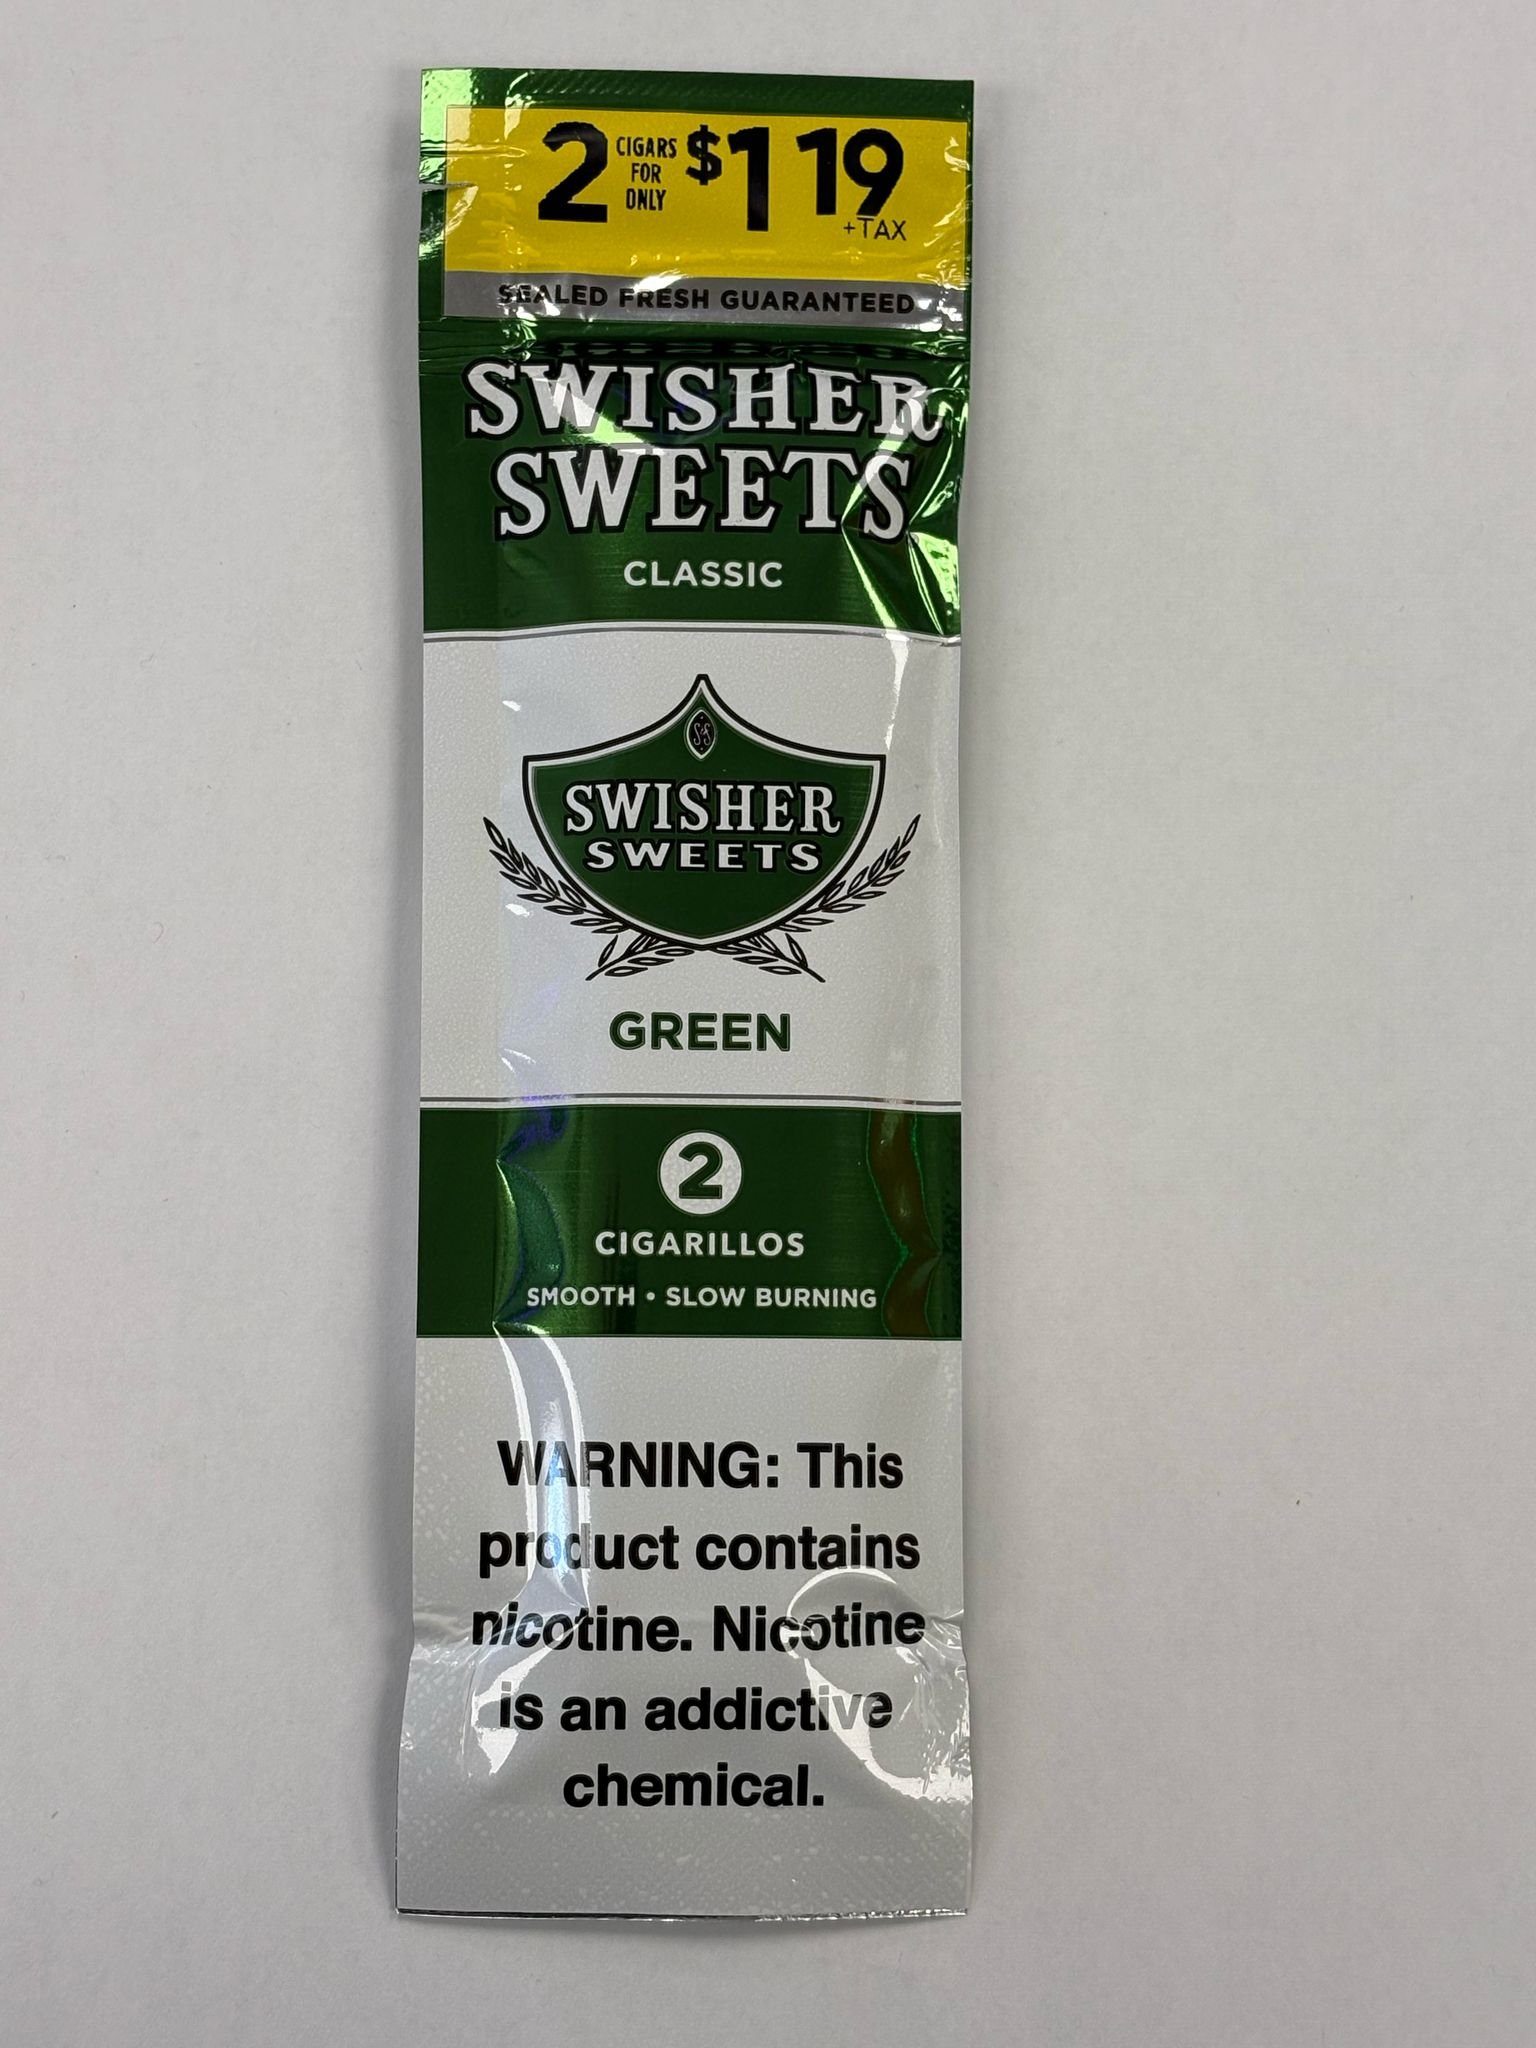 2 CIGARS FOR ONLY $1 19
+TAX
SEALED FRESH GUARANTEED
SWISHER
SWEETS
CLASSIC
S&S
SWISHER
SWEETS
GREEN
2
CIGARILLOS
SMOOTH • SLOW BURNING
WARNING: This
product contains
nicotine. Nicotine
is an addictive
chemical.